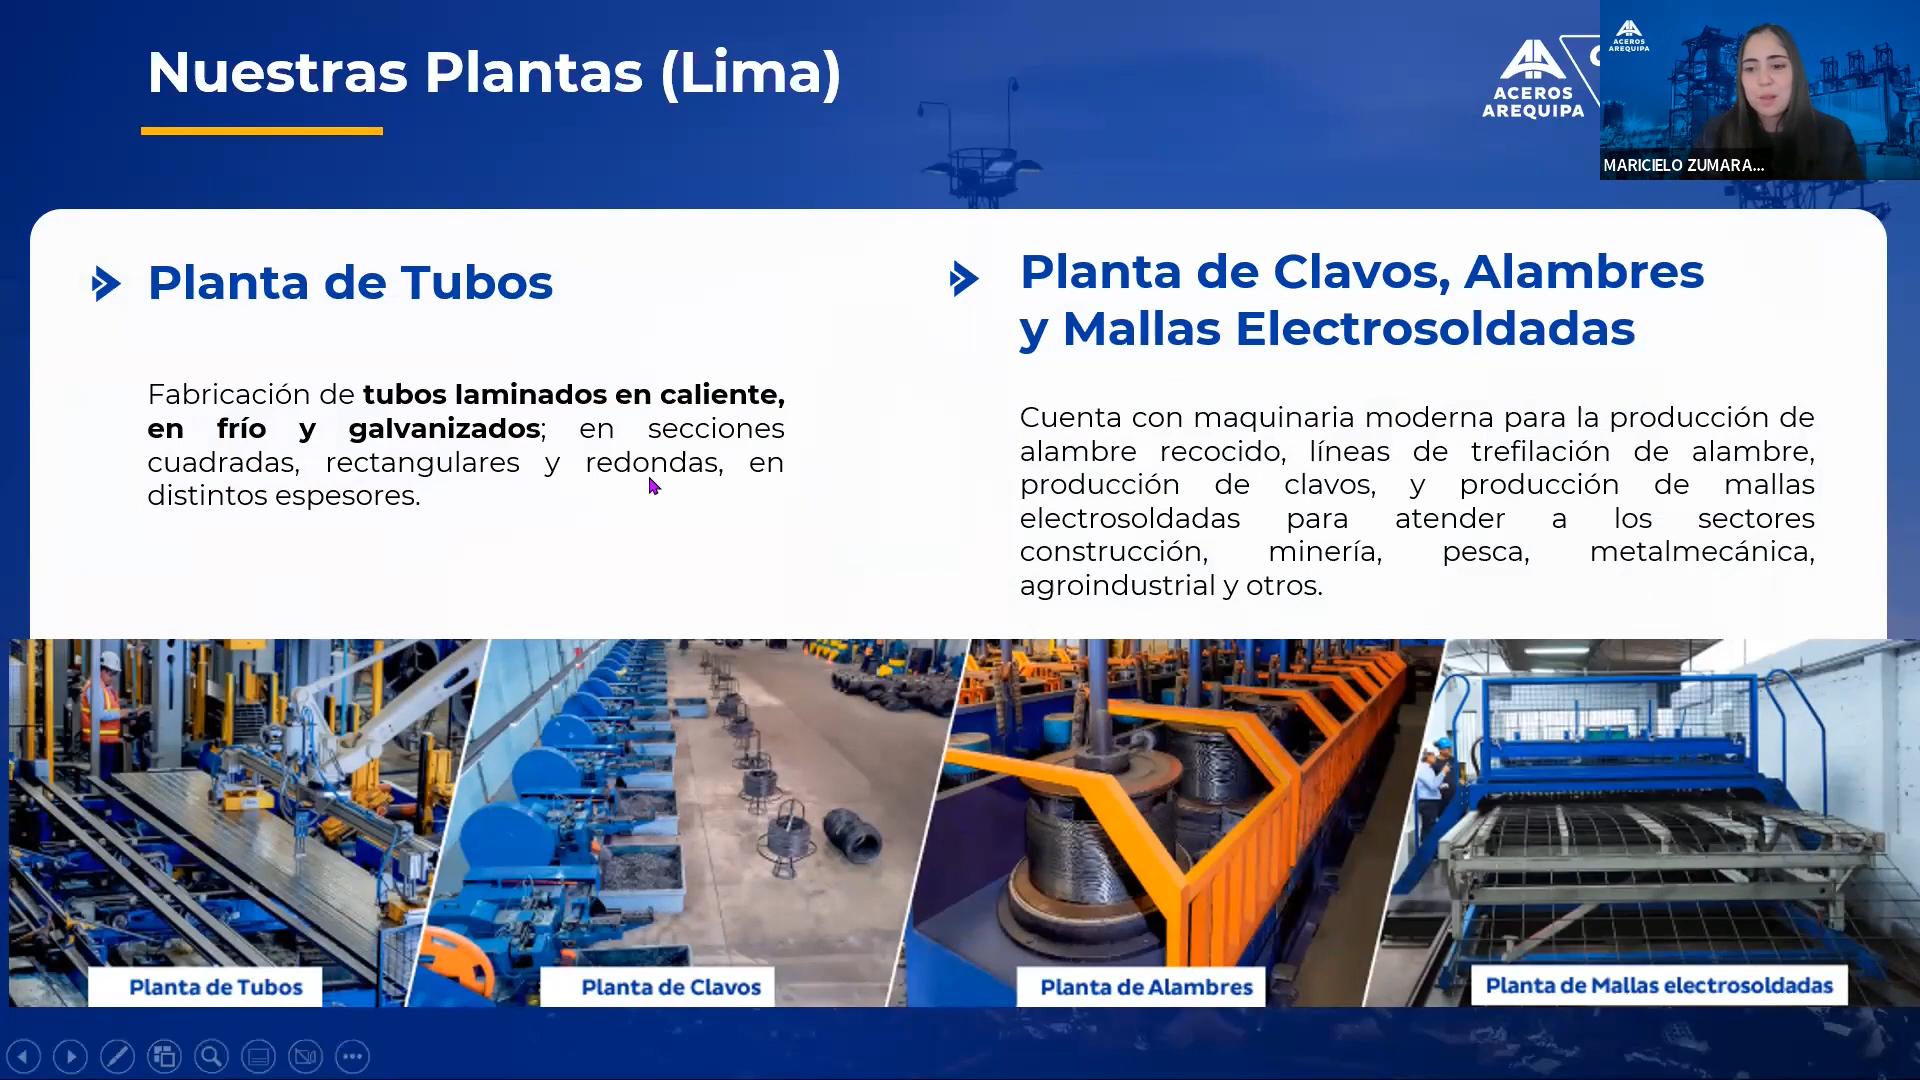 Nuestras Plantas (Lima)
ACEROS
AREQUIPA
ACEROS
AREQUIPA
MARICIELO ZUMARA...
Planta de Tubos
Fabricación de tubos laminados en caliente,
en frío y galvanizados; en secciones
cuadradas, rectangulares y redondas, en
distintos espesores.
Planta de Clavos, Alambres
y Mallas Electrosoldadas
Cuenta con maquinaria moderna para la producción de
alambre recocido, líneas de trefilación de alambre,
producción de clavos, y producción de mallas
electrosoldadas para atender a los sectores
construcción, minería, pesca, metalmecánica,
agroindustrial y otros.
Planta de Tubos
Planta de Clavos
Planta de Alambres
Planta de Mallas electrosoldadas